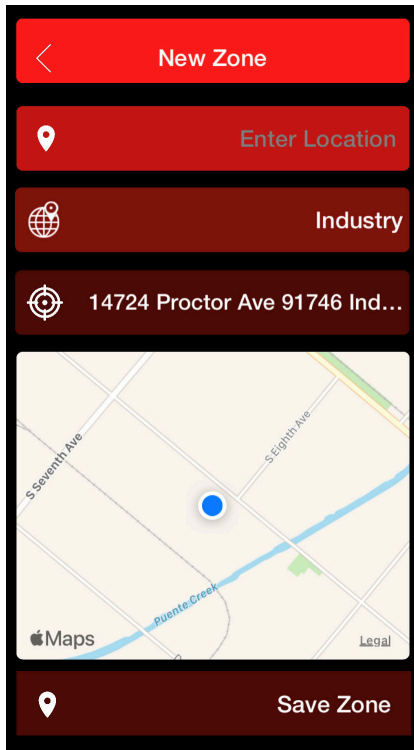 New Zone
Enter Location
Industry
14724 Proctor Ave 91746 Ind...
S Seventh Ave
S Eighth Ave
Puente Creek
Maps
Legal
Save Zone